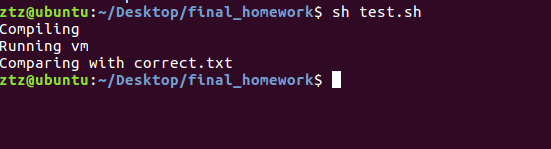 ztz@ubuntu:~/Desktop/final_homework$ sh test.sh
Compiling
Running vm
Comparing with correct.txt
ztz@ubuntu:~/Desktop/final_homework$